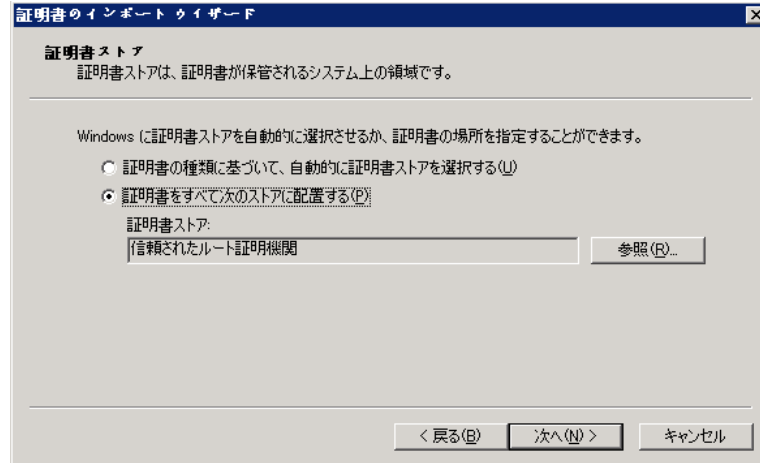 証明書のインポート ウィザード
証明書ストア
証明書ストアは、証明書が保管されるシステム上の領域です。
Windows に証明書ストアを自動的に選択させるか、証明書の場所を指定することができます。
証明書の種類に基づいて、自動的に証明書ストアを選択する(U)
証明書をすべて次のストアに配置する(P)
証明書ストア:
信頼されたルート証明機関
参照(R)...
< 戻る(B)
次へ(N) >
キャンセル